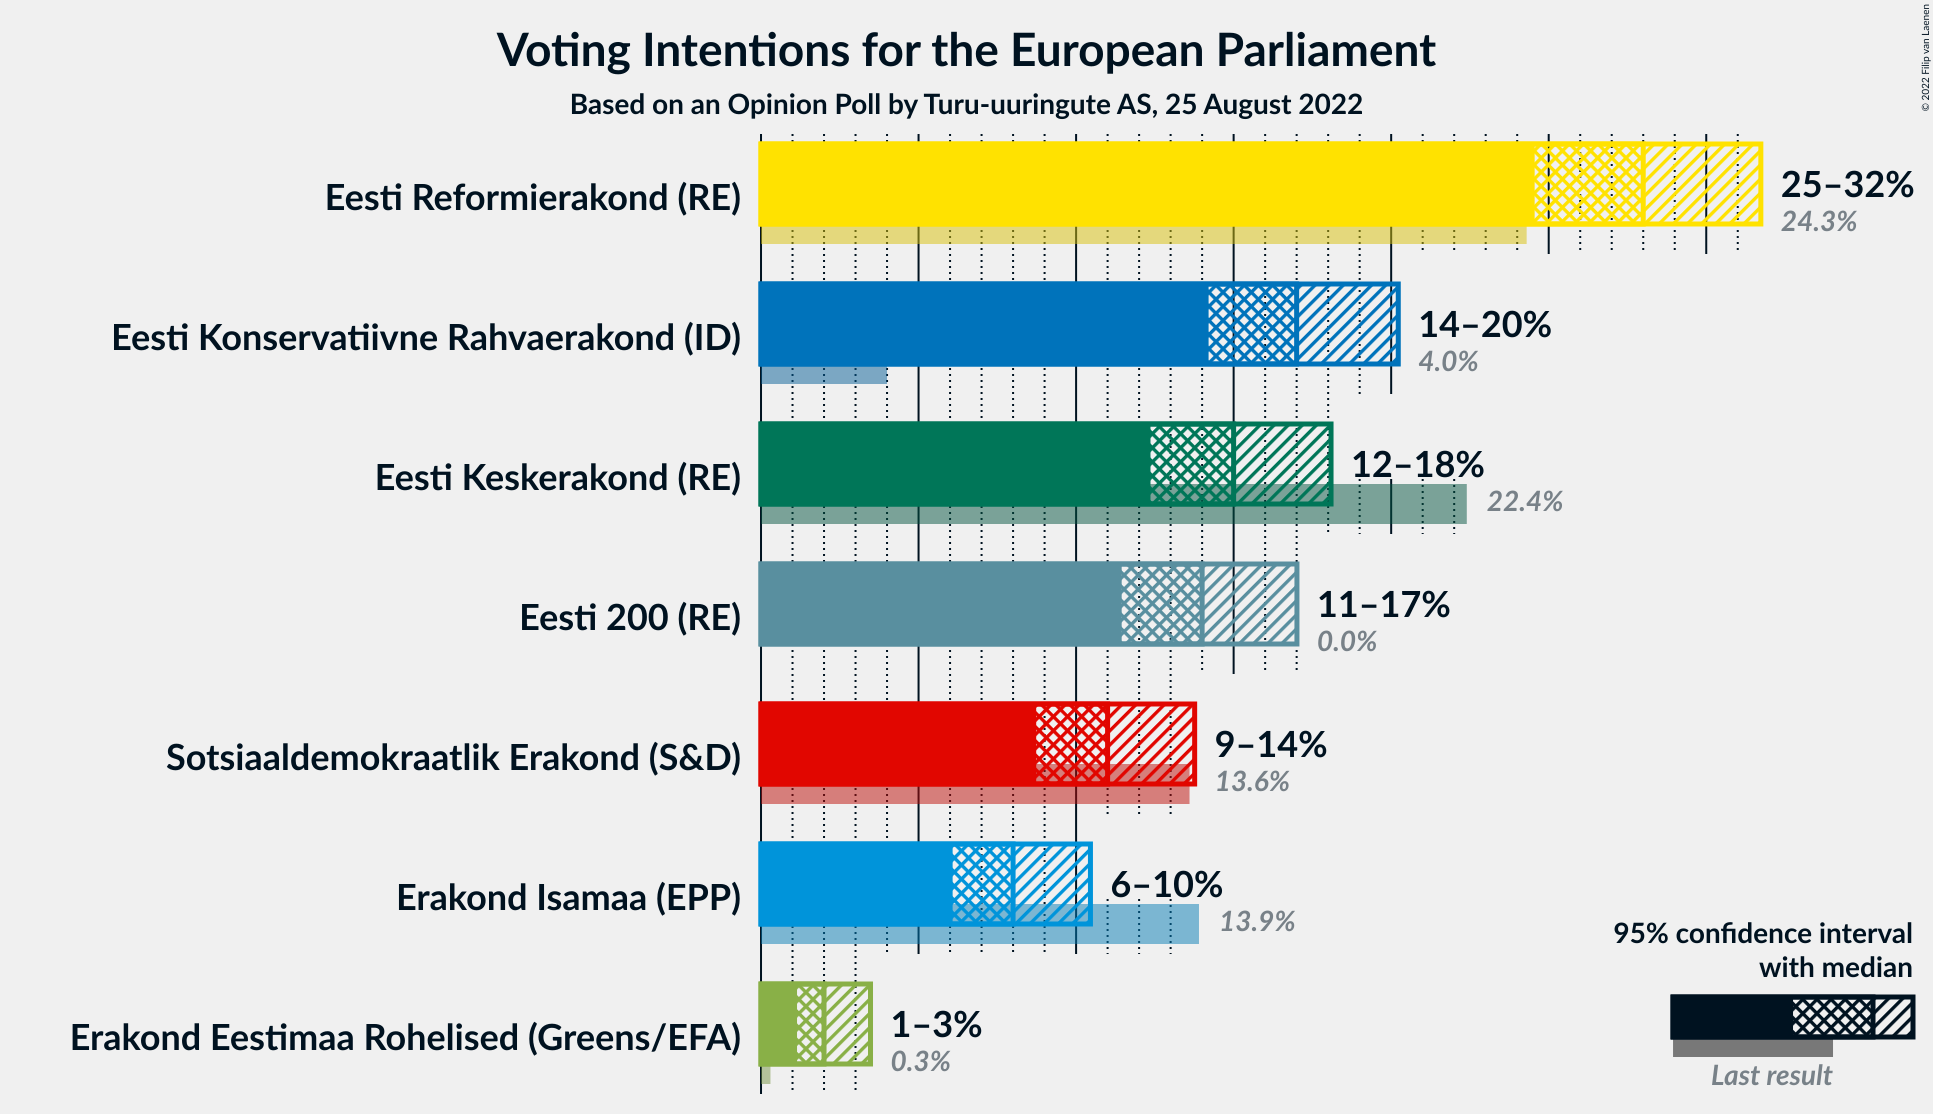 Voting Intentions for the European Parliament
Based on an Opinion Poll by Turu-uuringute AS, 25 August 2022
© 2022 Filip van Laenen
Eesti Reformierakond (RE)
25–32%
24.3%
Eesti Konservatiivne Rahvaerakond (ID)
14–20%
4.0%
Eesti Keskerakond (RE)
12–18%
22.4%
Eesti 200 (RE)
11–17%
0.0%
Sotsiaaldemokraatlik Erakond (S&D)
9–14%
13.6%
Erakond Isamaa (EPP)
6–10%
13.9%
Erakond Eestimaa Rohelised (Greens/EFA)
1–3%
0.3%
95% confidence interval
with median
Last result